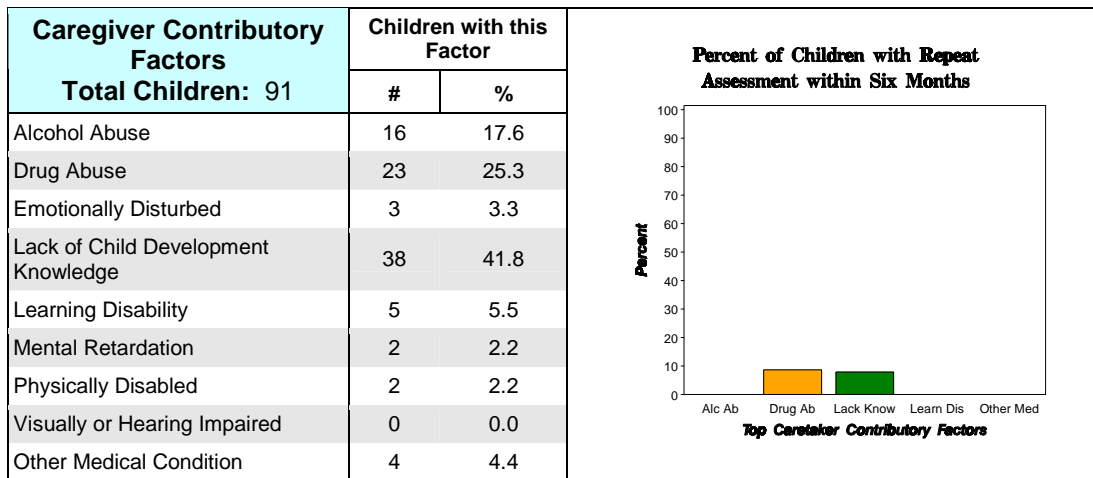 Caregiver Contributory
Factors
Total Children: 91
Children with this
Factor
# %
Alcohol Abuse 16 17.6
Drug Abuse 23 25.3
Emotionally Disturbed 3 3.3
Lack of Child Development
Knowledge 38 41.8
Learning Disability 5 5.5
Mental Retardation 2 2.2
Physically Disabled 2 2.2
Visually or Hearing Impaired 0 0.0
Other Medical Condition 4 4.4
Percent of Children with Repeat
Assessment within Six Months
100
90
80
70
60
50
40
30
20
10
0
Percent
Alc Ab Drug Ab Lack Know Learn Dis Other Med
Top Caretaker Contributory Factors